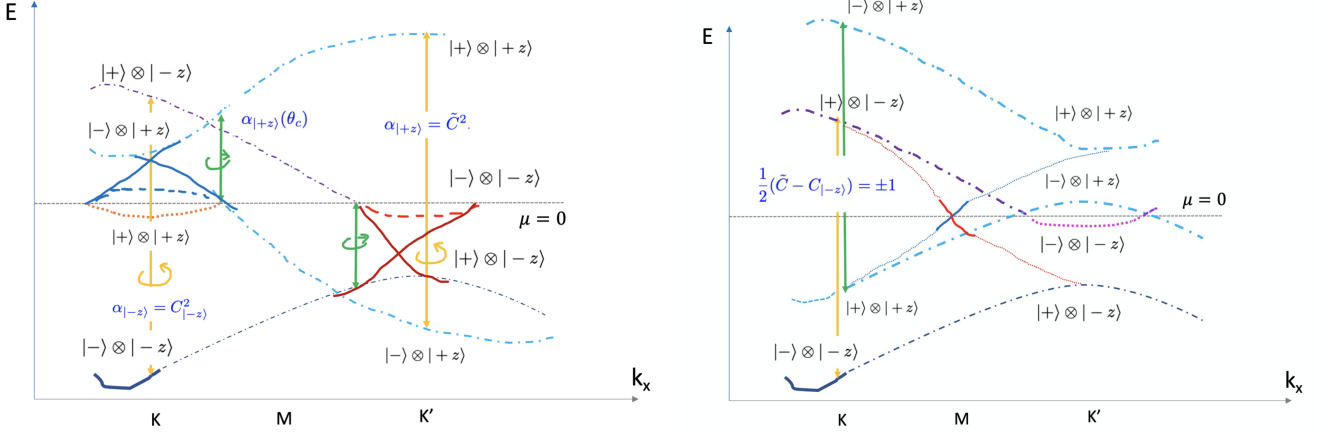 E
|+⟩ ⊗ | − z⟩
|−⟩ ⊗ | + z⟩
α|+z⟩(θc)
|+⟩ ⊗ | + z⟩
α|+z⟩ = C̃².
|−⟩ ⊗ | − z⟩
μ = 0
|+⟩ ⊗ | + z⟩
|+⟩ ⊗ | − z⟩
α|−z⟩ = C²|−z⟩
|−⟩ ⊗ | − z⟩
|−⟩ ⊗ | + z⟩
kx
K
M
K′
|−⟩ ⊗ | + z⟩
E
|+⟩ ⊗ | − z⟩
|+⟩ ⊗ | + z⟩
½(C̃ − C|−z⟩) = ±1
|−⟩ ⊗ | + z⟩
μ = 0
|−⟩ ⊗ | − z⟩
|+⟩ ⊗ | + z⟩
|+⟩ ⊗ | − z⟩
|−⟩ ⊗ | − z⟩
kx
K
M
K′